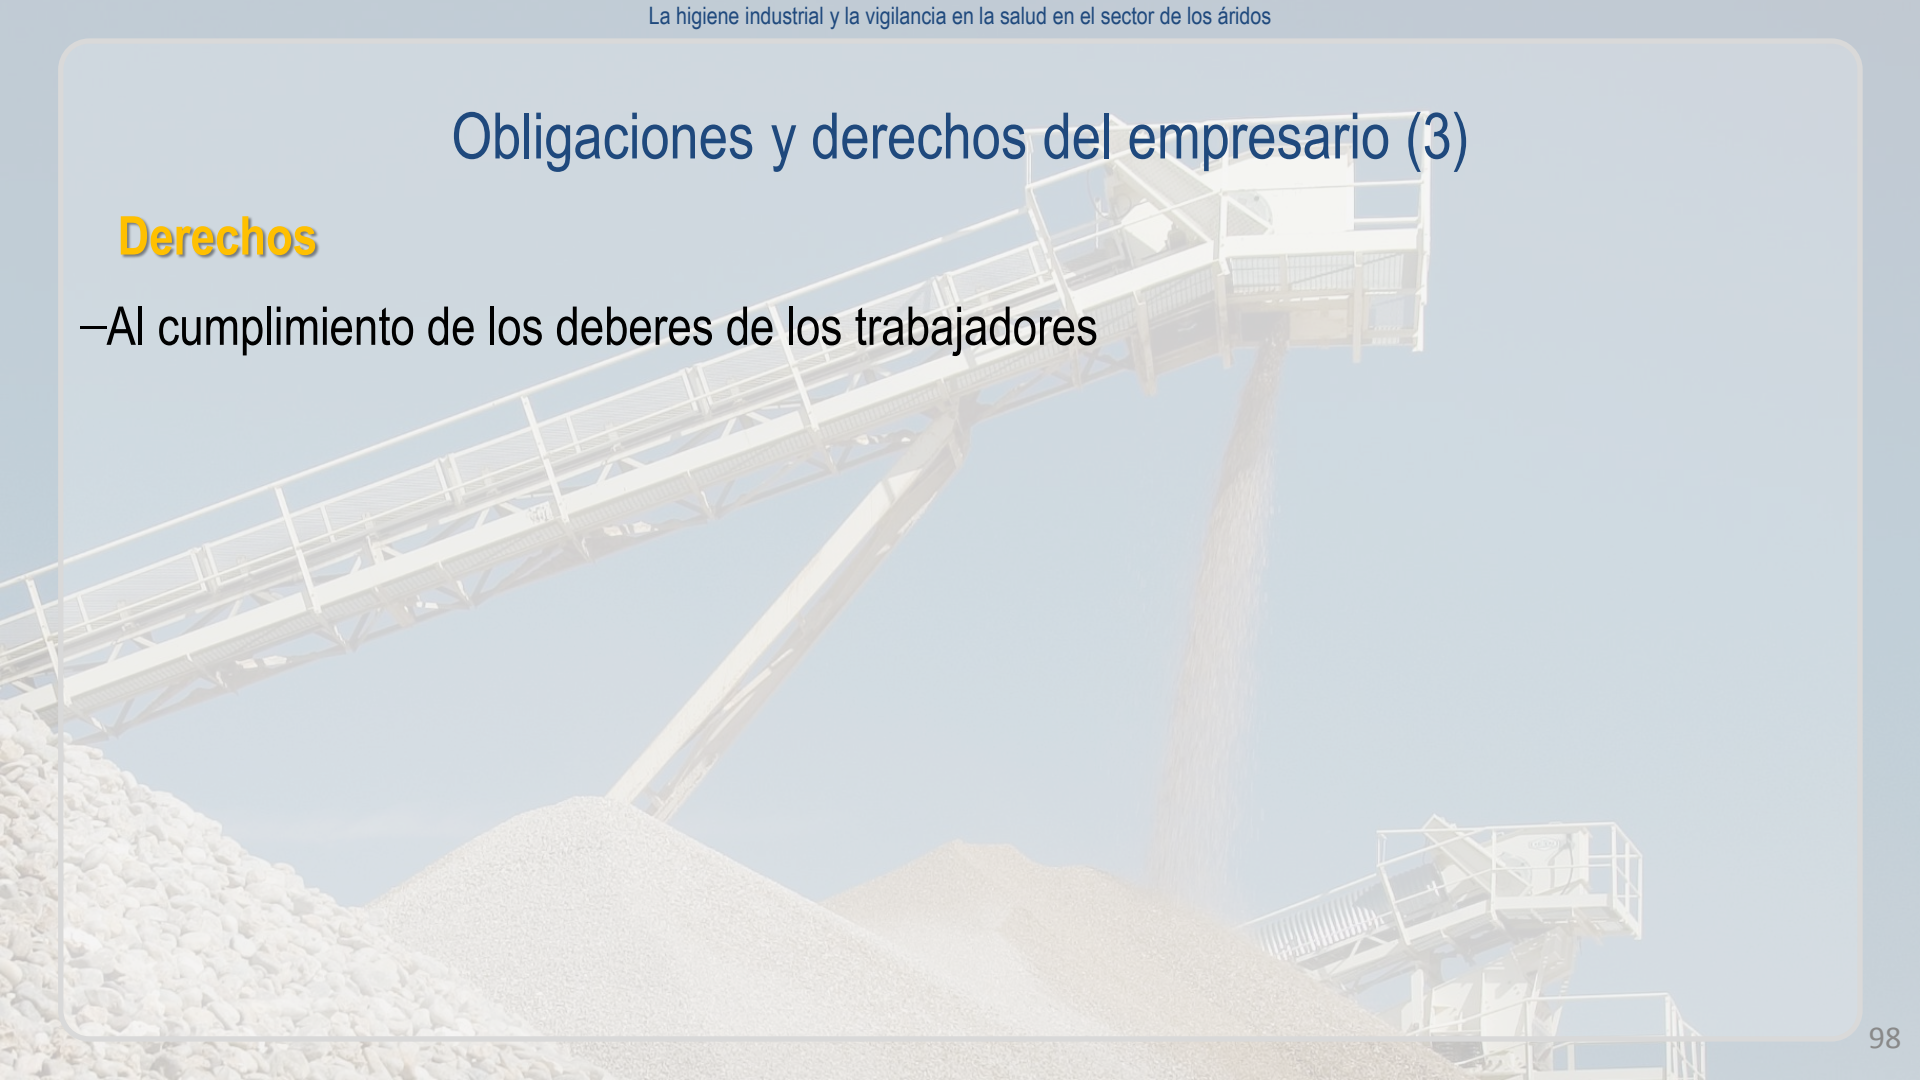 La higiene industrial y la vigilancia en la salud en el sector de los áridos
Obligaciones y derechos del empresario (3)
Derechos
–Al cumplimiento de los deberes de los trabajadores
98